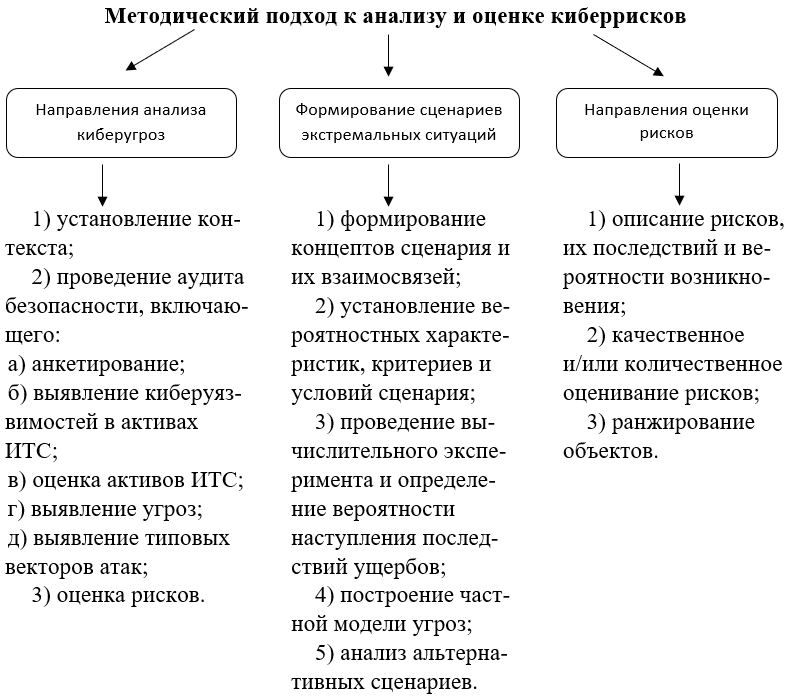 Методический подход к анализу и оценке киберрисков
Направления анализа
киберугроз
1) установление кон-
текста;
2) проведение аудита
безопасности, включаю-
щего:
а) анкетирование;
б) выявление киберуяз-
вимостей в активах
ИТС;
в) оценка активов ИТС;
г) выявление угроз;
д) выявление типовых
векторов атак;
3) оценка рисков.
Формирование сценариев
экстремальных ситуаций
1) формирование
концептов сценария и
их взаимосвязей;
2) установление ве-
роятностных характе-
ристик, критериев и
условий сценария;
3) проведение вы-
числительного экспе-
римента и определе-
ние вероятности
наступления послед-
ствий ущербов;
4) построение част-
ной модели угроз;
5) анализ альтерна-
тивных сценариев.
Направления оценки
рисков
1) описание рисков,
их последствий и ве-
роятности возникно-
вения;
2) качественное
и/или количественное
оценивание рисков;
3) ранжирование
объектов.